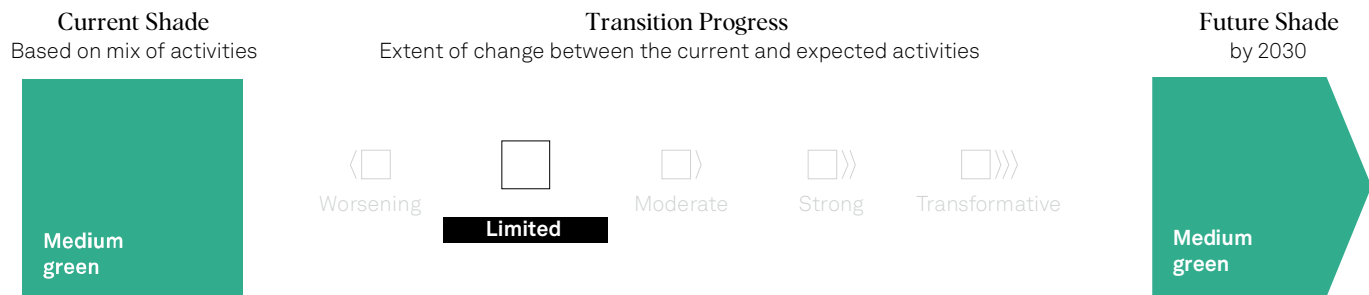 Current Shade
Based on mix of activities
Medium
green
Transition Progress
Extent of change between the current and expected activities
Worsening
Limited
Moderate
Strong
Transformative
Future Shade
by 2030
Medium
green